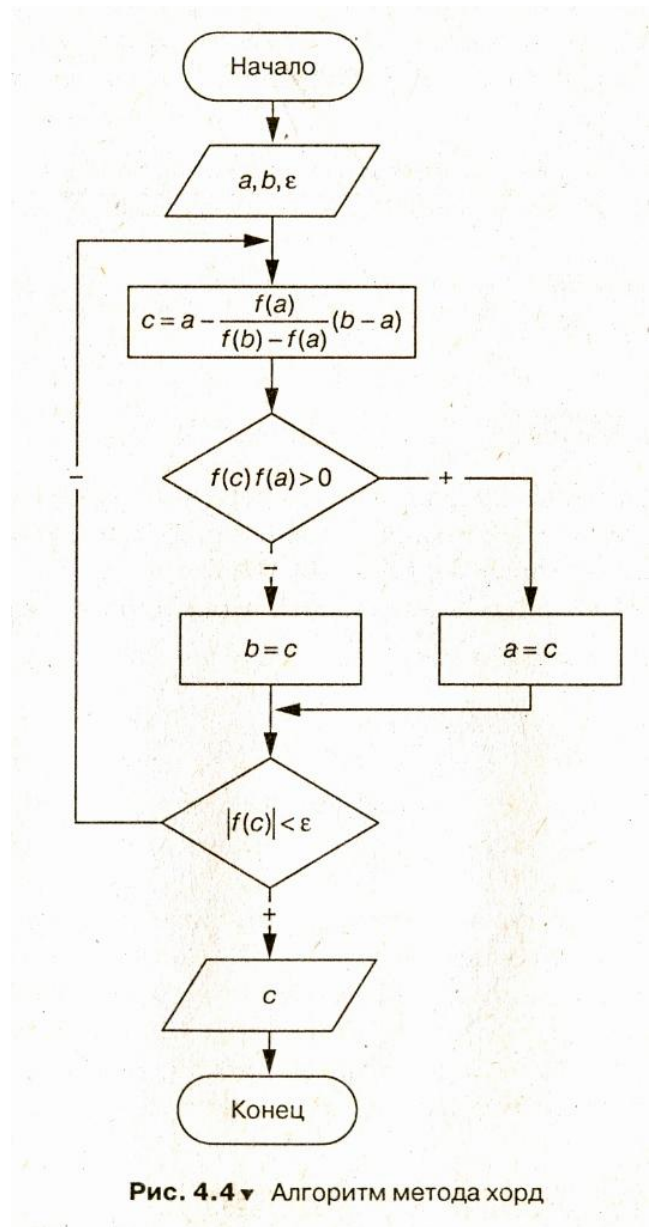 Начало
a, b, ε
c = a - f(a) / f(b) - f(a) (b - a)
f(c) f(a) > 0
+
-
-
b = c
a = c
|f(c)| < ε
+
c
Конец
Рис. 4.4▼ Алгоритм метода хорд